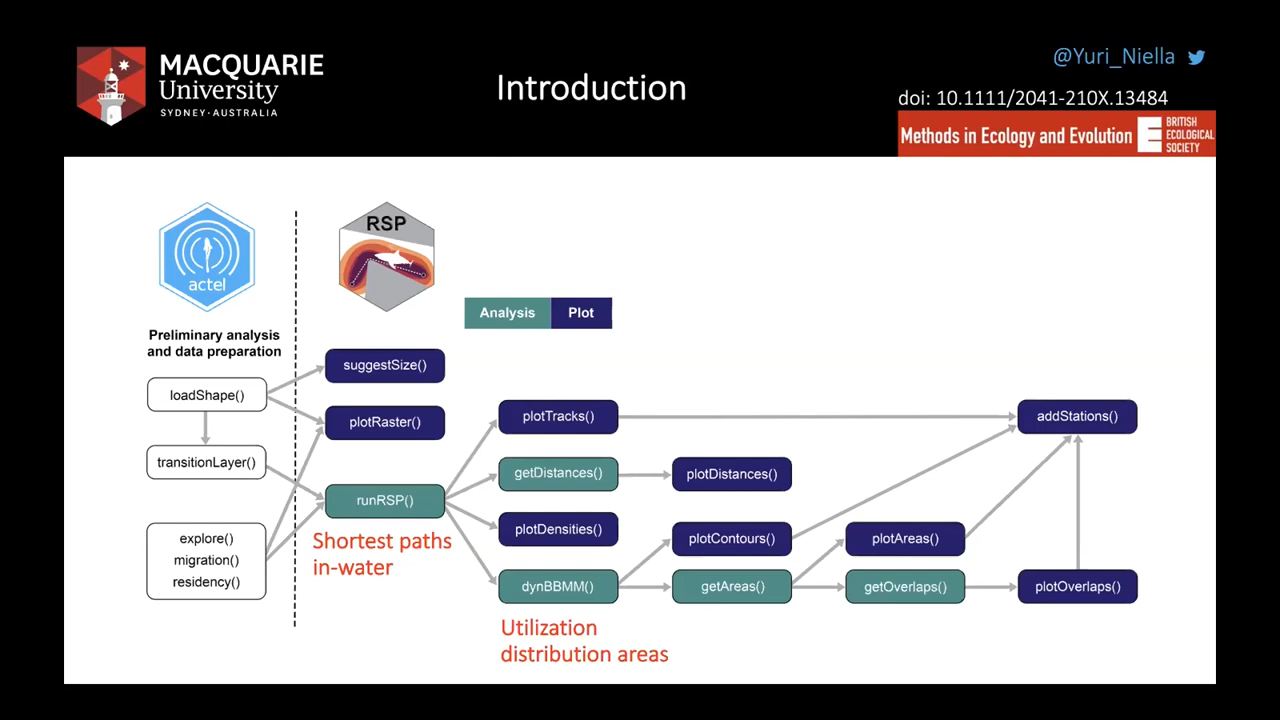 MACQUARIE
University
SYDNEY·AUSTRALIA
Introduction
@Yuri_Niella
doi: 10.1111/2041-210X.13484
Methods in Ecology and Evolution
BRITISH
ECOLOGICAL
SOCIETY
actel
RSP
Analysis
Plot
Preliminary analysis
and data preparation
loadShape()
transitionLayer()
explore()
migration()
residency()
suggestSize()
plotRaster()
runRSP()
Shortest paths
in-water
plotTracks()
getDistances()
plotDensities()
dynBBMM()
Utilization
distribution areas
plotDistances()
plotContours()
getAreas()
plotAreas()
getOverlaps()
addStations()
plotOverlaps()